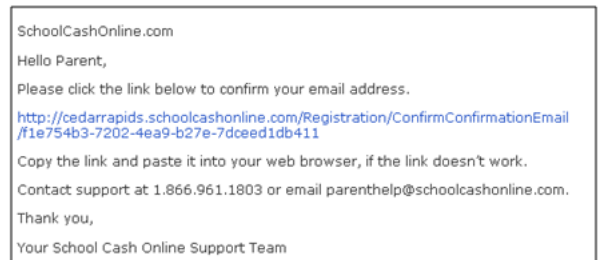 SchoolCashOnline.com
Hello Parent,
Please click the link below to confirm your email address.
http://cedarrapids.schoolcashonline.com/Registration/ConfirmConfirmationEmail
/f1e754b3-7202-4ea9-b27e-7dceed1db411
Copy the link and paste it into your web browser, if the link doesn't work.
Contact support at 1.866.961.1803 or email parenthelp@schoolcashonline.com.
Thank you,
Your School Cash Online Support Team